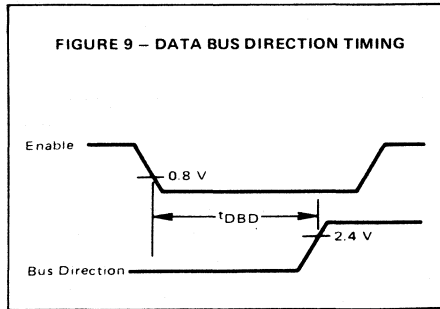 FIGURE 9 – DATA BUS DIRECTION TIMING
Enable
0.8 V
tDBD
2.4 V
Bus Direction